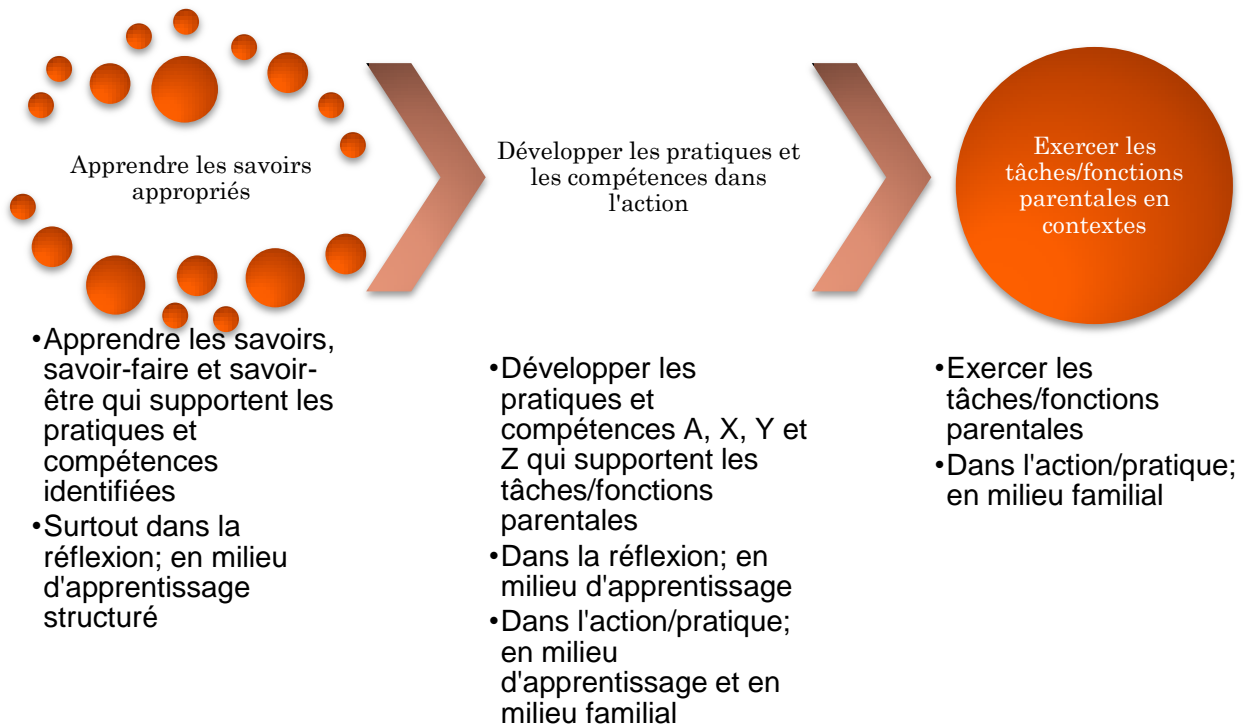 Apprendre les savoirs
appropriés
Développer les pratiques et
les compétences dans
l'action
Exercer les
tâches/fonctions
parentales en
contextes
•Apprendre les savoirs,
savoir-faire et savoir-
être qui supportent les
pratiques et
compétences
identifiées
•Surtout dans la
réflexion; en milieu
d'apprentissage
structuré
•Développer les
pratiques et
compétences A, X, Y et
Z qui supportent les
tâches/fonctions
parentales
•Dans la réflexion; en
milieu d'apprentissage
•Dans l'action/pratique;
en milieu
d'apprentissage et en
milieu familial
•Exercer les
tâches/fonctions
parentales
•Dans l'action/pratique;
en milieu familial